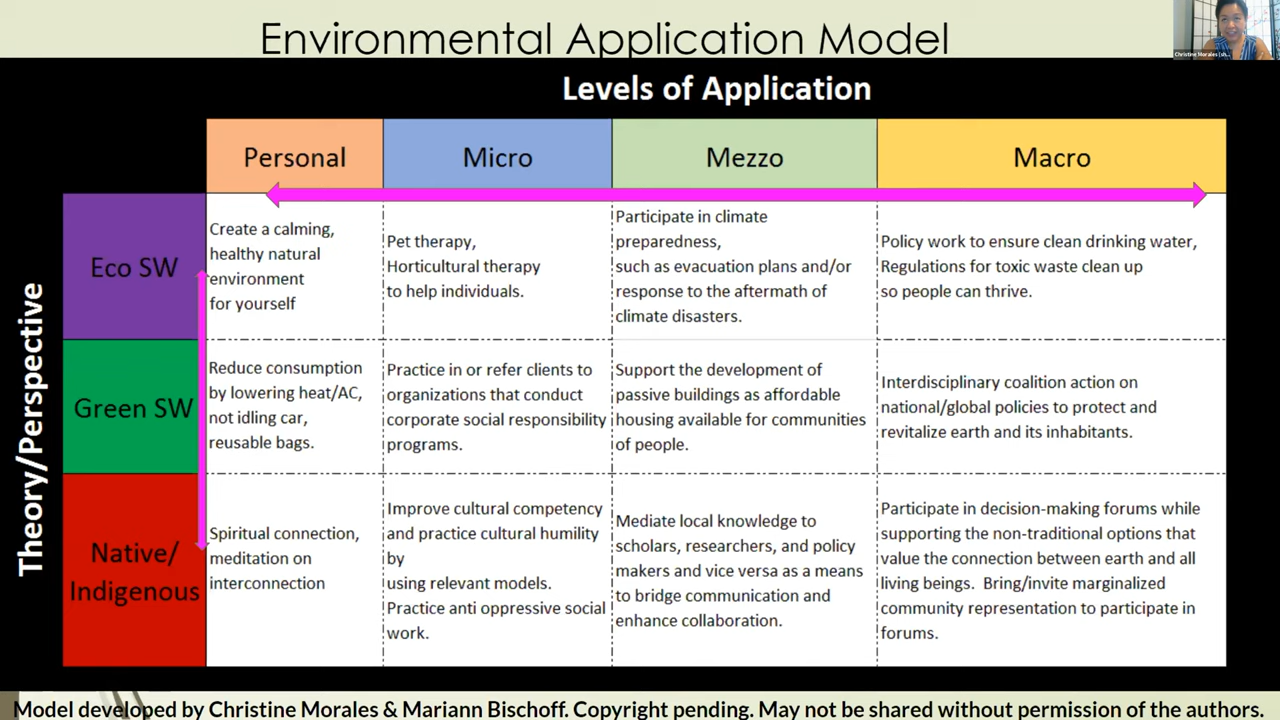 Environmental Application Model
Christine Morales (sh...
Levels of Application
Personal
Micro
Mezzo
Macro
Theory/Perspective
Eco SW
Create a calming,
healthy natural
environment
for yourself
Pet therapy,
Horticultural therapy
to help individuals.
Participate in climate
preparedness,
such as evacuation plans and/or
response to the aftermath of
climate disasters.
Policy work to ensure clean drinking water,
Regulations for toxic waste clean up
so people can thrive.
Green SW
Reduce consumption
by lowering heat/AC,
not idling car,
reusable bags.
Practice in or refer clients to
organizations that conduct
corporate social responsibility
programs.
Support the development of
passive buildings as affordable
housing available for communities
of people.
Interdisciplinary coalition action on
national/global policies to protect and
revitalize earth and its inhabitants.
Native/
Indigenous
Spiritual connection,
meditation on
interconnection
Improve cultural competency
and practice cultural humility
by
using relevant models.
Practice anti oppressive social
work.
Mediate local knowledge to
scholars, researchers, and policy
makers and vice versa as a means
to bridge communication and
enhance collaboration.
Participate in decision-making forums while
supporting the non-traditional options that
value the connection between earth and all
living beings.  Bring/invite marginalized
community representation to participate in
forums.
Model developed by Christine Morales & Mariann Bischoff. Copyright pending. May not be shared without permission of the authors.